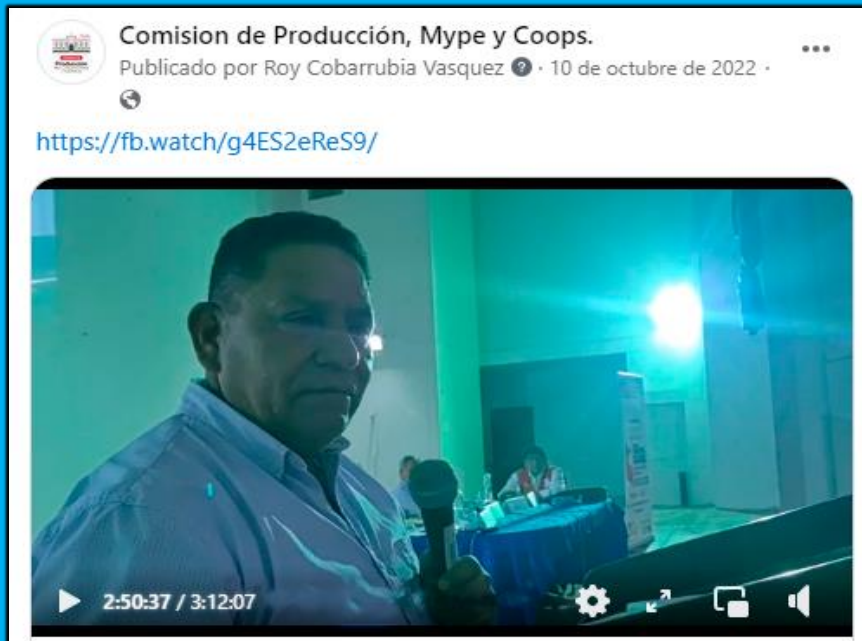 Comision de Producción, Mype y Coops.
Publicado por Roy Cobarrubia Vasquez · 10 de octubre de 2022 ·
https://fb.watch/g4ES2eReS9/
2:50:37 / 3:12:07